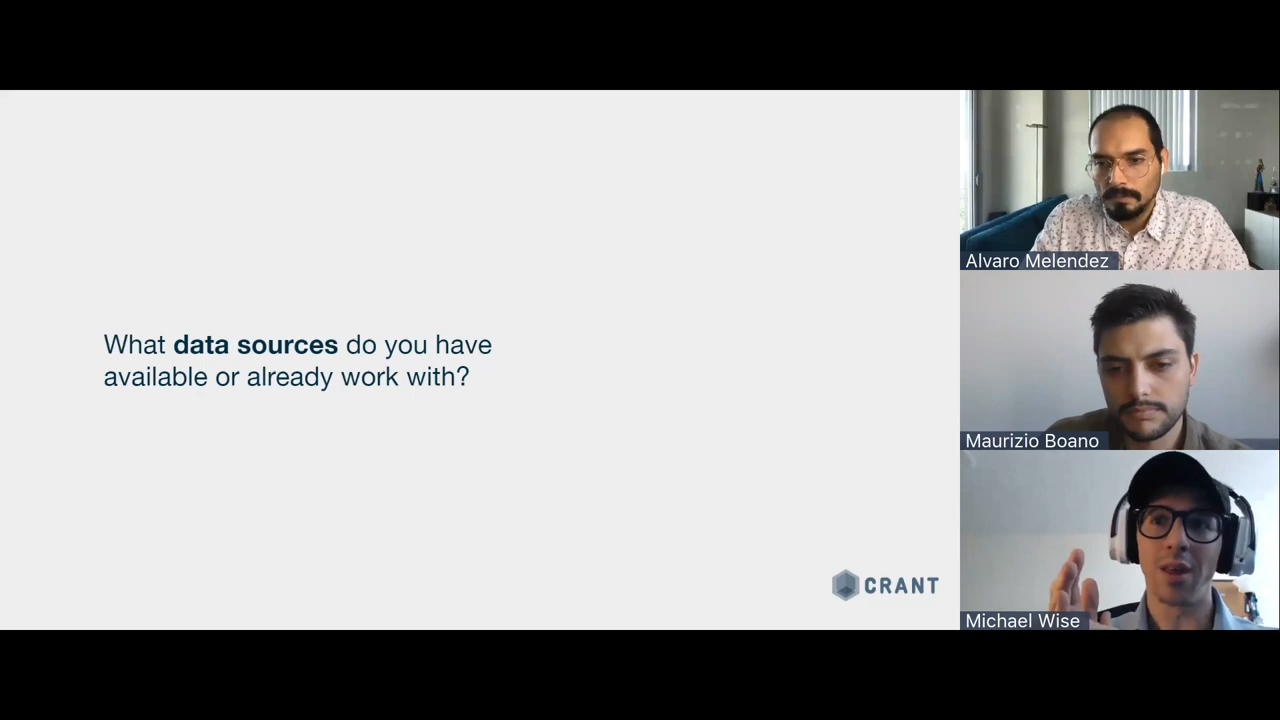 What data sources do you have
available or already work with?
CRANT
Alvaro Melendez
Maurizio Boano
Michael Wise